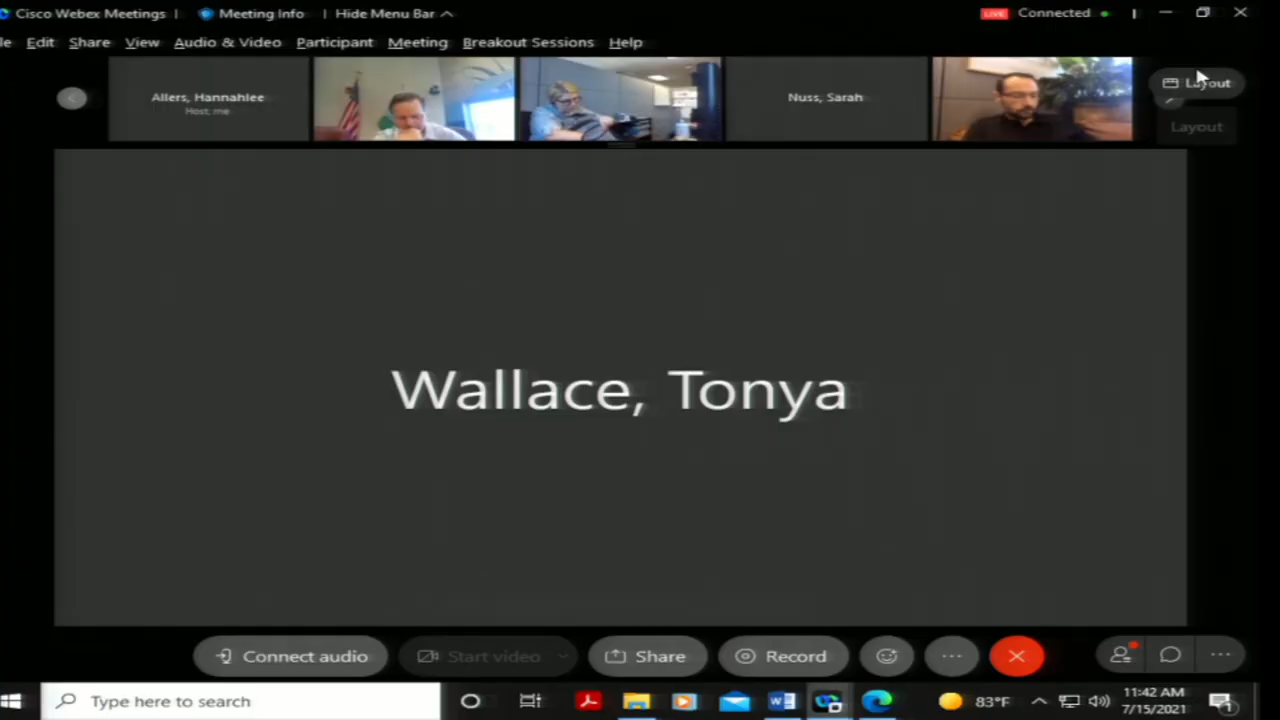 Cisco Webex Meetings
Meeting Info
Hide Menu Bar
LIVE
Connected
le Edit Share View Audio & Video Participant Meeting Breakout Sessions Help
Allers, Hannahlee
Host: me
Nuss, Sarah
Layout
Layout
Wallace, Tonya
Connect audio
Start video
Share
Record
Type here to search
83°F
11:42 AM
7/15/2021
1